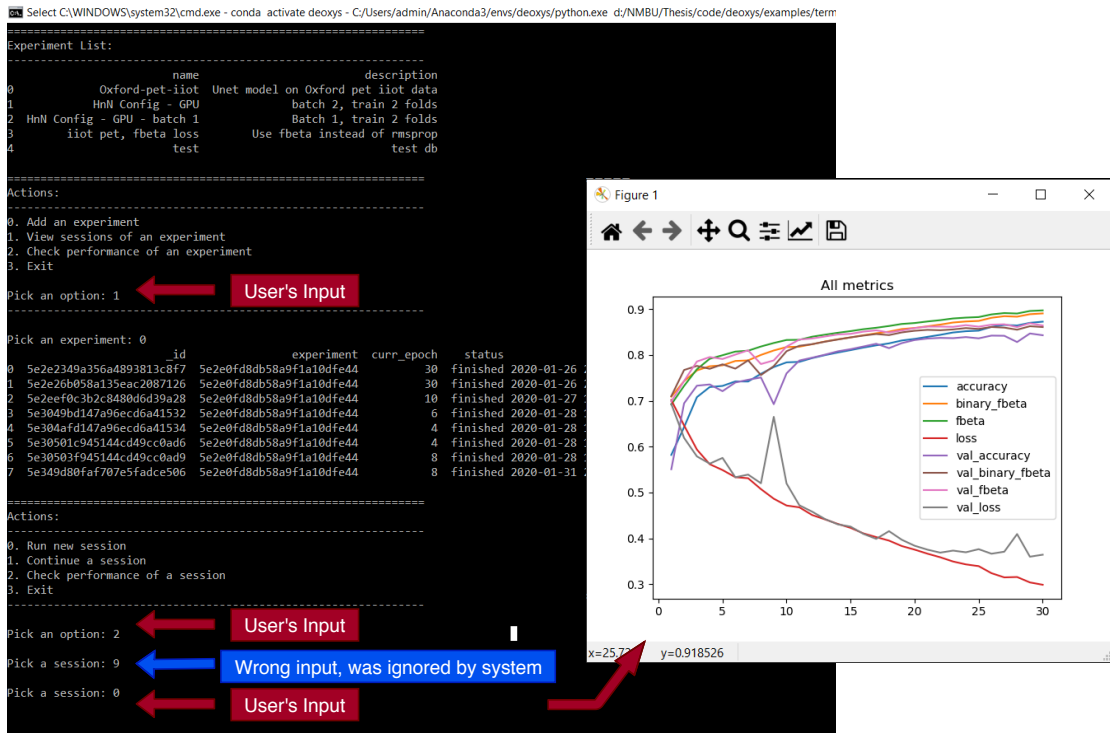 Select C:\WINDOWS\system32\cmd.exe - conda activate deoxys - C:/Users/admin/Anaconda3/envs/deoxys/python.exe d:/NMBU/Thesis/code/deoxys/examples/term
Experiment List:
name description
0 Oxford-pet-iiot Unet model on Oxford pet iiot data
1 HnN Config - GPU batch 2, train 2 folds
2 HnN Config - GPU - batch 1 Batch 1, train 2 folds
3 iiot pet, fbeta loss Use fbeta instead of rmsprop
4 test test db
Actions:
0. Add an experiment
1. View sessions of an experiment
2. Check performance of an experiment
3. Exit
Pick an option: 1
User's Input
Pick an experiment: 0
_id experiment curr_epoch status
0 5e2e2349a356a4893813c8f7 5e2e0fd8db58a9f1a10dfe44 30 finished 2020-01-26
1 5e2e26b058a135eac2087126 5e2e0fd8db58a9f1a10dfe44 30 finished 2020-01-26
2 5e2eef0c3b2c8480d6d39a28 5e2e0fd8db58a9f1a10dfe44 10 finished 2020-01-27
3 5e3049bd147a96ecd6a41532 5e2e0fd8db58a9f1a10dfe44 6 finished 2020-01-28
4 5e304afd147a96ecd6a41534 5e2e0fd8db58a9f1a10dfe44 4 finished 2020-01-28
5 5e30501c945144cd49cc0ad6 5e2e0fd8db58a9f1a10dfe44 4 finished 2020-01-28
6 5e30503f945144cd49cc0ad9 5e2e0fd8db58a9f1a10dfe44 8 finished 2020-01-28
7 5e349d80faf707e5fadce506 5e2e0fd8db58a9f1a10dfe44 8 finished 2020-01-31
Actions:
0. Run new session
1. Continue a session
2. Check performance of a session
3. Exit
Pick an option: 2
User's Input
Pick a session: 9
Wrong input, was ignored by system
Pick a session: 0
User's Input
Figure 1
All metrics
0.9
0.8
0.7
0.6
0.5
0.4
0.3
0 5 10 15 20 25 30
accuracy
binary_fbeta
fbeta
loss
val_accuracy
val_binary_fbeta
val_fbeta
val_loss
y=0.918526